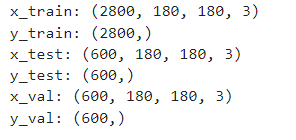 x_train: (2800, 180, 180, 3)
y_train: (2800,)
x_test: (600, 180, 180, 3)
y_test: (600,)
x_val: (600, 180, 180, 3)
y_val: (600,)